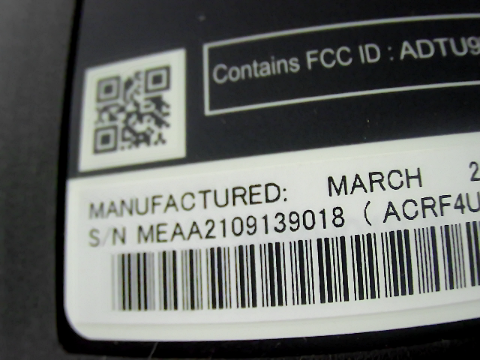 Contains FCC ID : ADTU9
MANUFACTURED: MARCH 2
S/N MEAA2109139018 ( ACRF4U